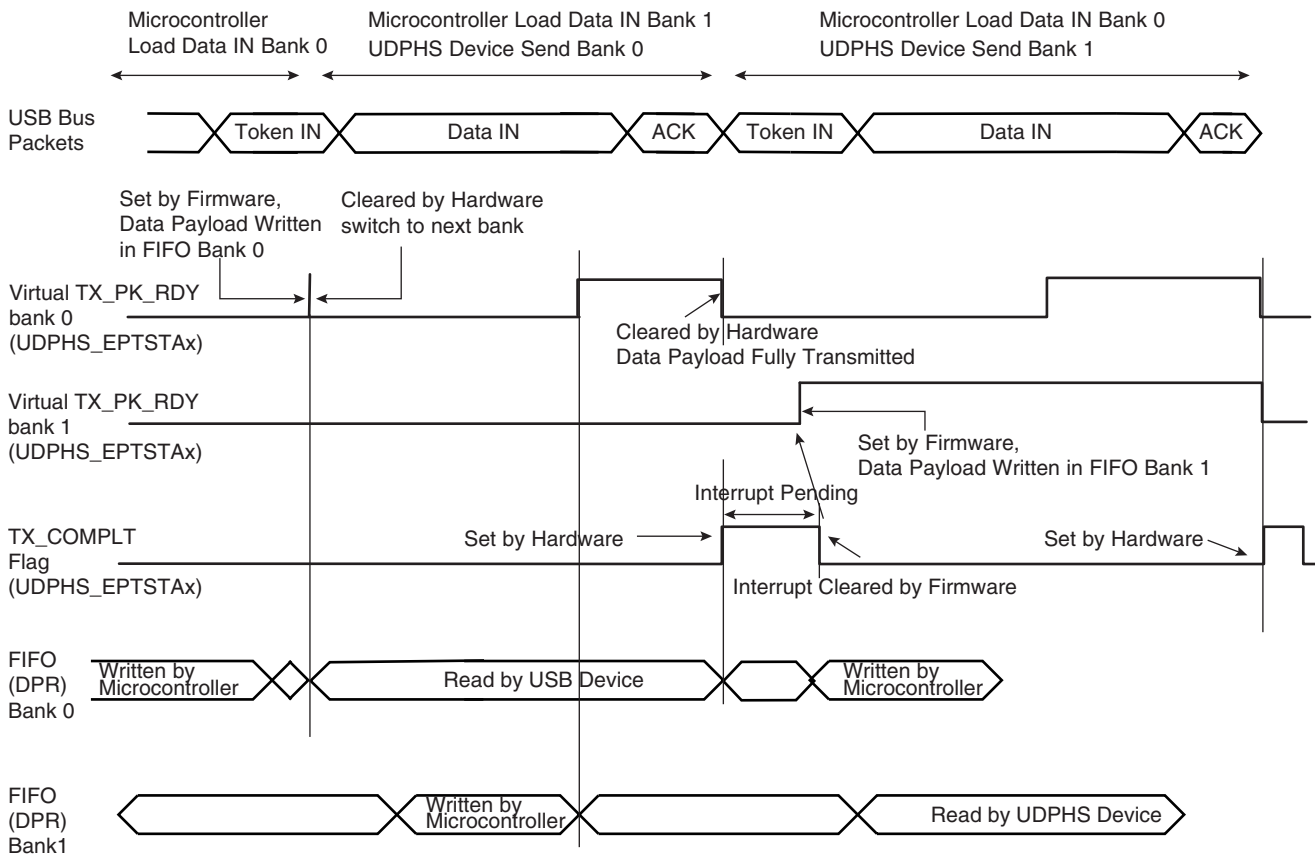 Microcontroller
Load Data IN Bank 0
Microcontroller Load Data IN Bank 1
UDPHS Device Send Bank 0
Microcontroller Load Data IN Bank 0
UDPHS Device Send Bank 1
USB Bus
Packets
Token IN
Data IN
ACK
Token IN
Data IN
ACK
Set by Firmware,
Data Payload Written
in FIFO Bank 0
Cleared by Hardware
switch to next bank
Virtual TX_PK_RDY
bank 0
(UDPHS_EPTSTAx)
Cleared by Hardware
Data Payload Fully Transmitted
Virtual TX_PK_RDY
bank 1
(UDPHS_EPTSTAx)
Set by Firmware,
Data Payload Written in FIFO Bank 1
Interrupt Pending
TX_COMPLT
Flag
(UDPHS_EPTSTAx)
Set by Hardware
Set by Hardware
Interrupt Cleared by Firmware
FIFO
(DPR)
Bank 0
Written by
Microcontroller
Read by USB Device
Written by
Microcontroller
FIFO
(DPR)
Bank1
Written by
Microcontroller
Read by UDPHS Device